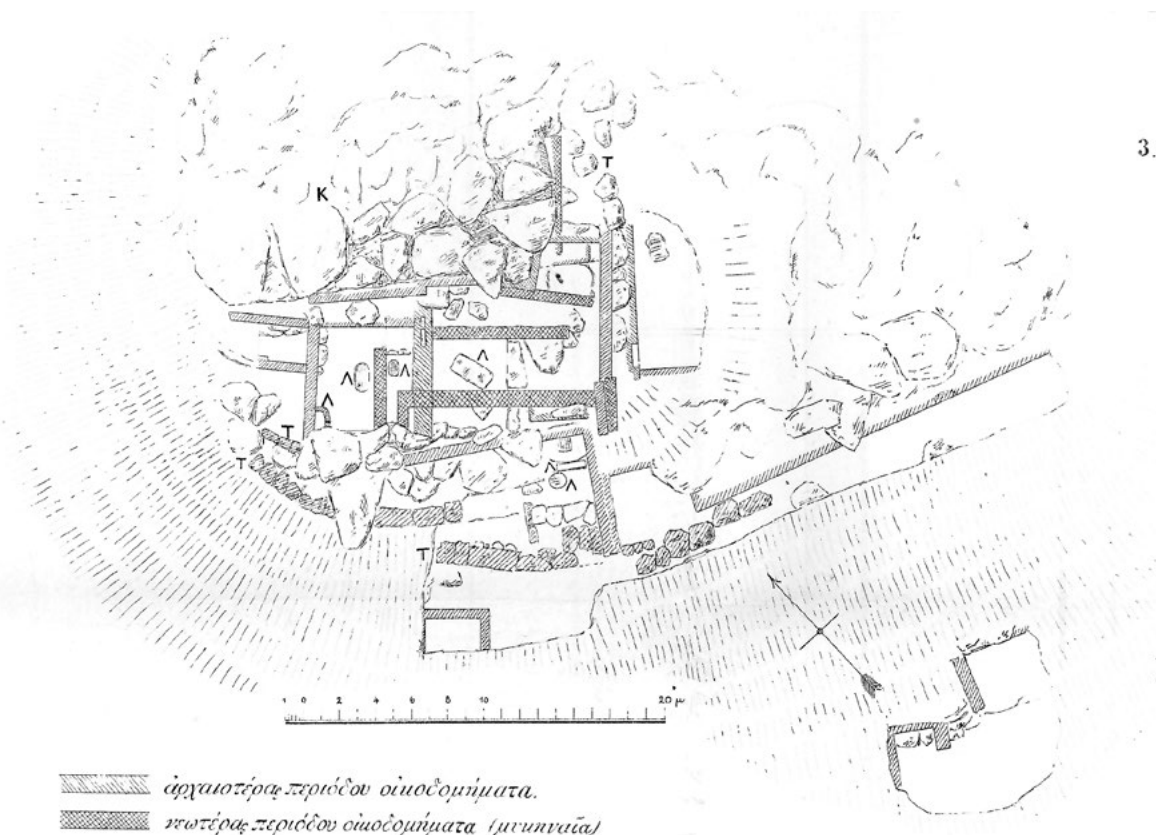 3.
Κ
Τ
Λ
Λ
Λ
Λ
Τ
Τ
Λ
Λ
Τ
1 0 2 4 6 8 10 20 μ
ἀρχαιοτέρας περιόδου οἰκοδομήματα.
νεωτέρας περιόδου οἰκοδομήματα (μυκηναῖα)